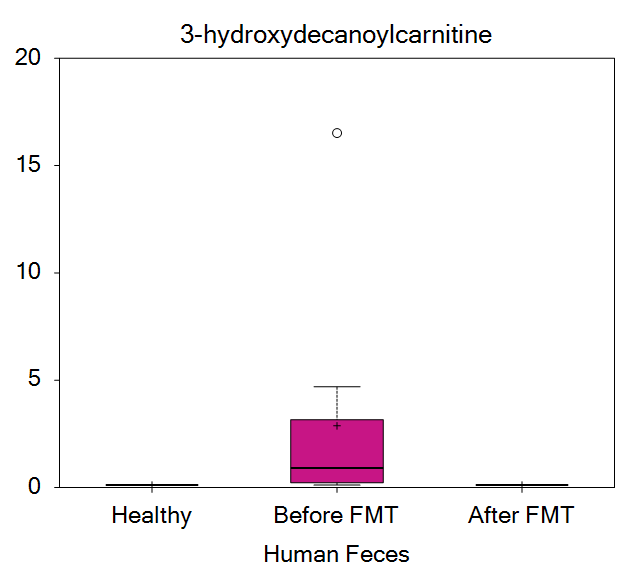 3-hydroxydecanoylcarnitine
20
15
10
5
0
Healthy Before FMT After FMT
Human Feces